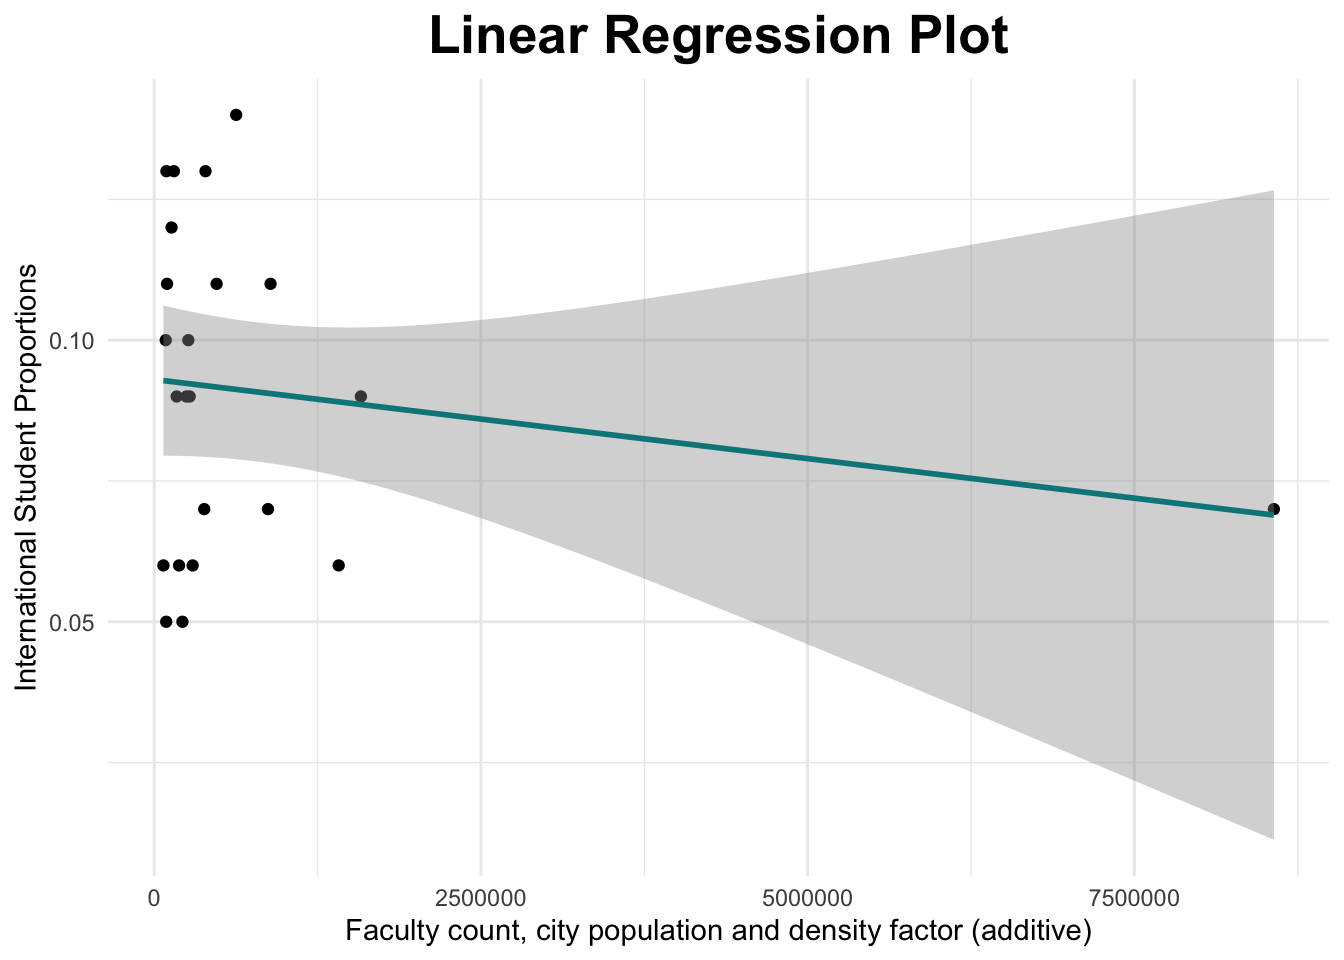 Linear Regression Plot
International Student Proportions
0.10
0.05
0 2500000 5000000 7500000
Faculty count, city population and density factor (additive)